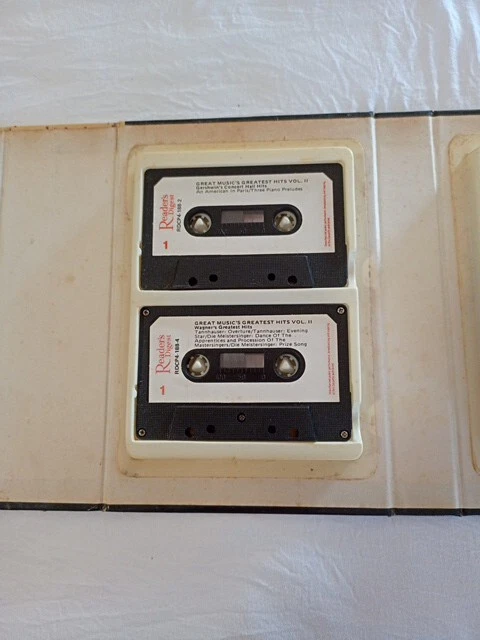 Reader's
Digest
RDCP4 188-2
1
GREAT MUSIC'S GREATEST HITS VOL. II
Gershwin's Concert Hall Hits
An American in Paris/Three Piano Preludes
Reader's
Digest
RDCP4 188-4
1
GREAT MUSIC'S GREATEST HITS VOL. II
Wagner's Greatest Hits
Tannhauser: Overture/Tannhauser: Evening
Star/Die Meistersinger: Dance Of The
Apprentices and Procession Of The
Mastersingers/Die Meistersinger: Prize Song